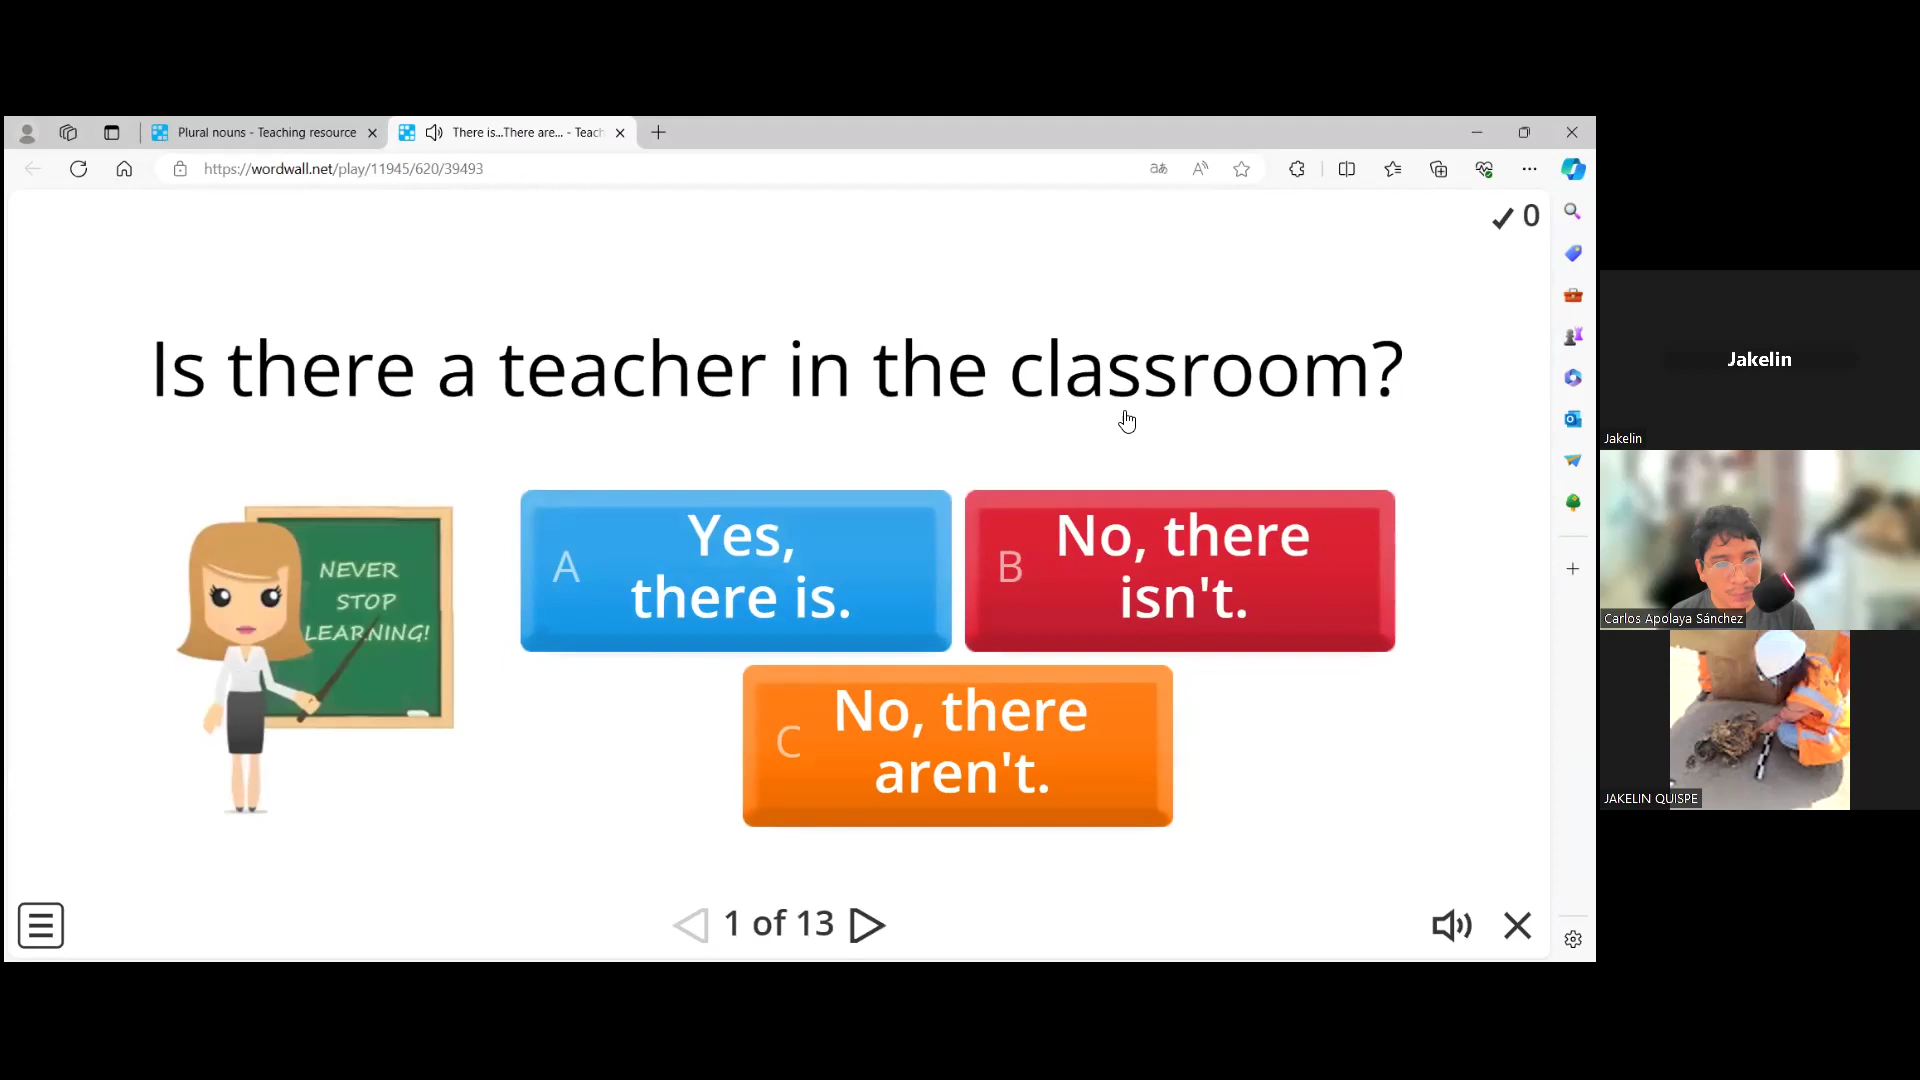 Plural nouns - Teaching resource
There is...There are... - Teach
https://wordwall.net/play/11945/620/39493
0
Is there a teacher in the classroom?
NEVER
STOP
LEARNING!
A
Yes,
there is.
B
No, there
isn't.
C
No, there
aren't.
1 of 13
Jakelin
Jakelin
Carlos Apolaya Sánchez
JAKELIN QUISPE